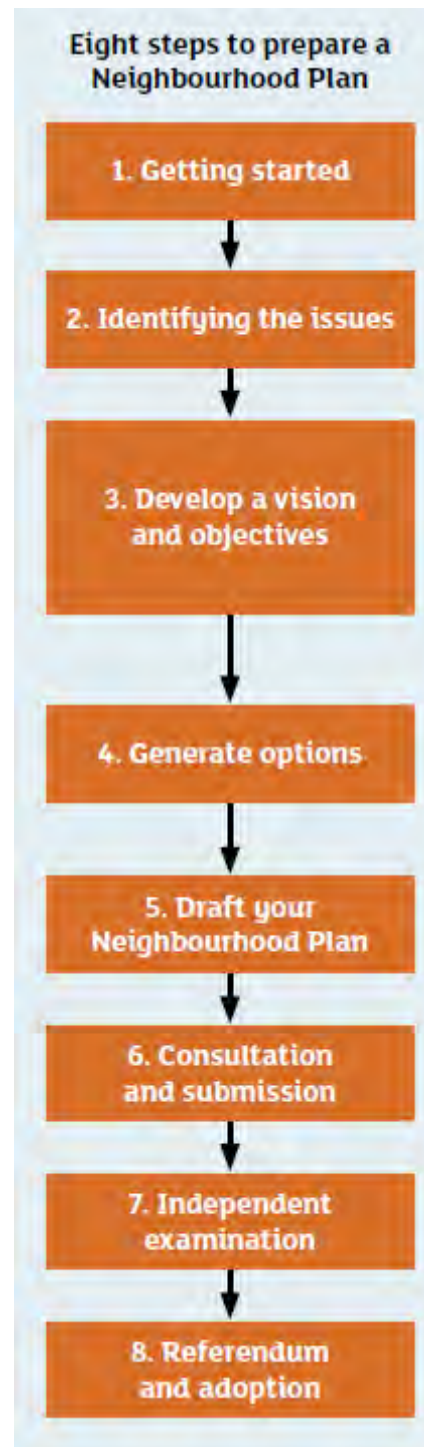 Eight steps to prepare a
Neighbourhood Plan
1. Getting started
2. Identifying the issues
3. Develop a vision
and objectives
4. Generate options
5. Draft your
Neighbourhood Plan
6. Consultation
and submission
7. Independent
examination
8. Referendum
and adoption